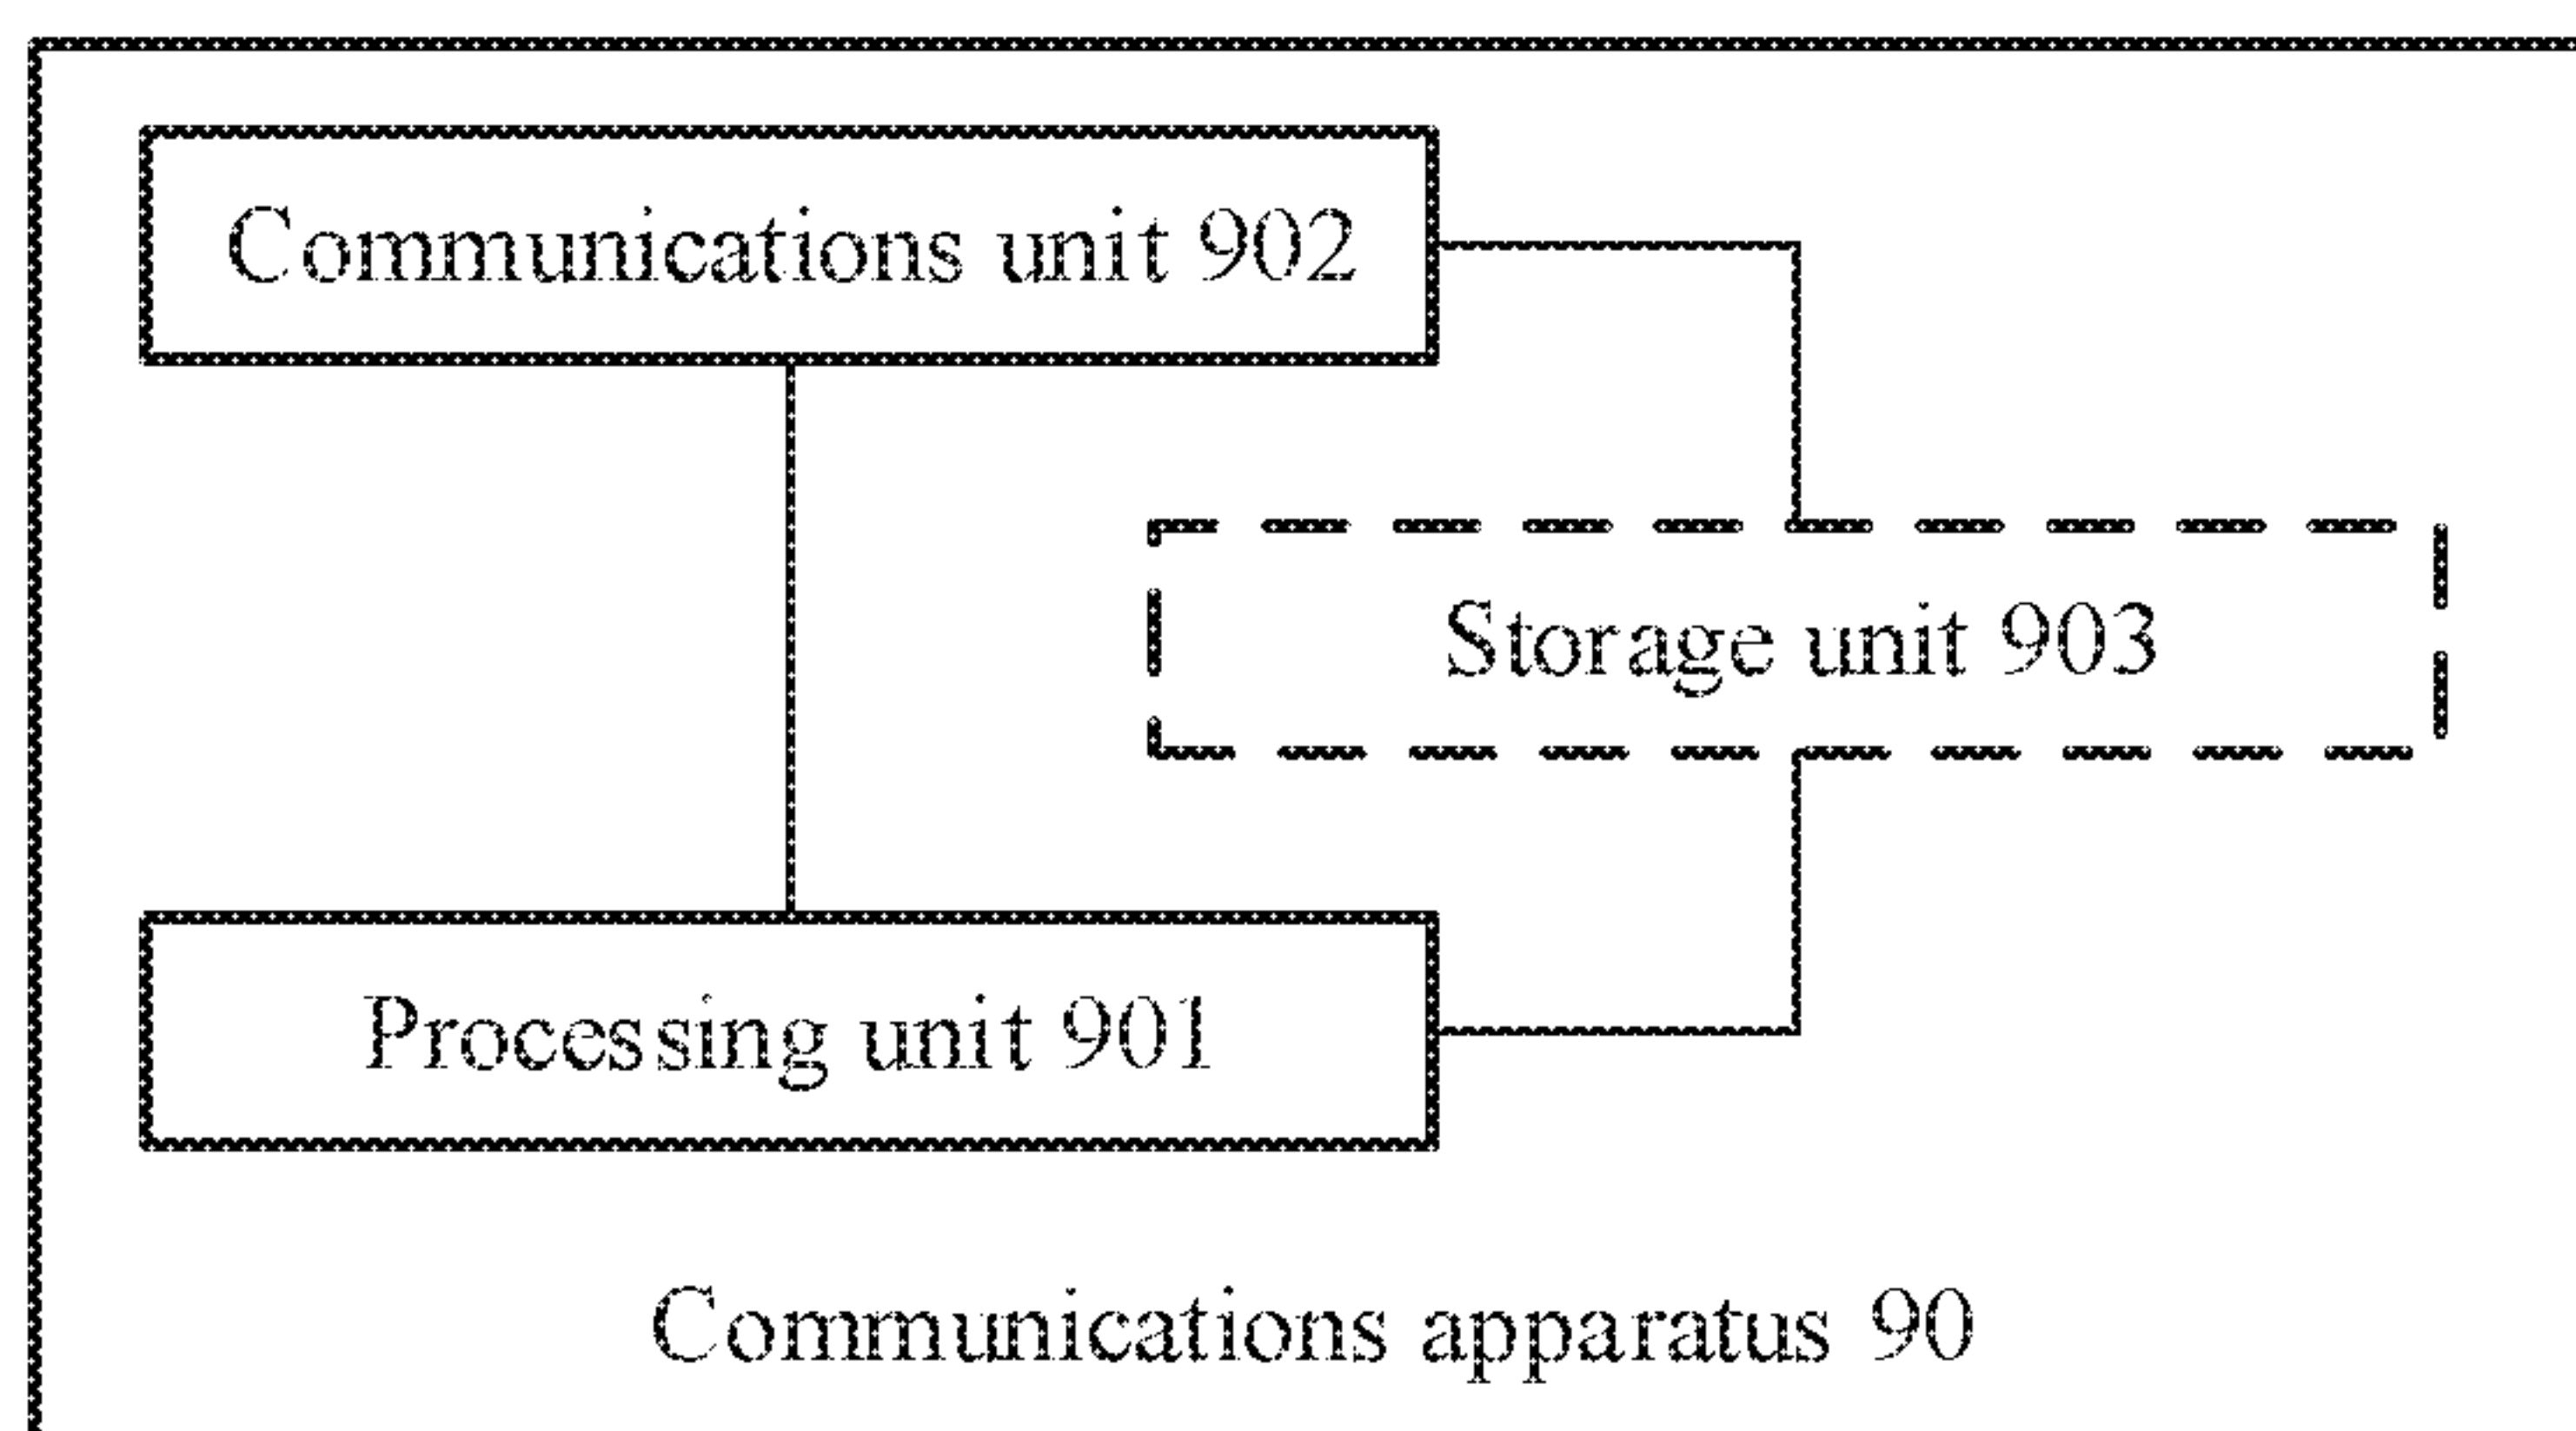 Communications unit 902
Storage unit 903
Processing unit 901
Communications apparatus 90